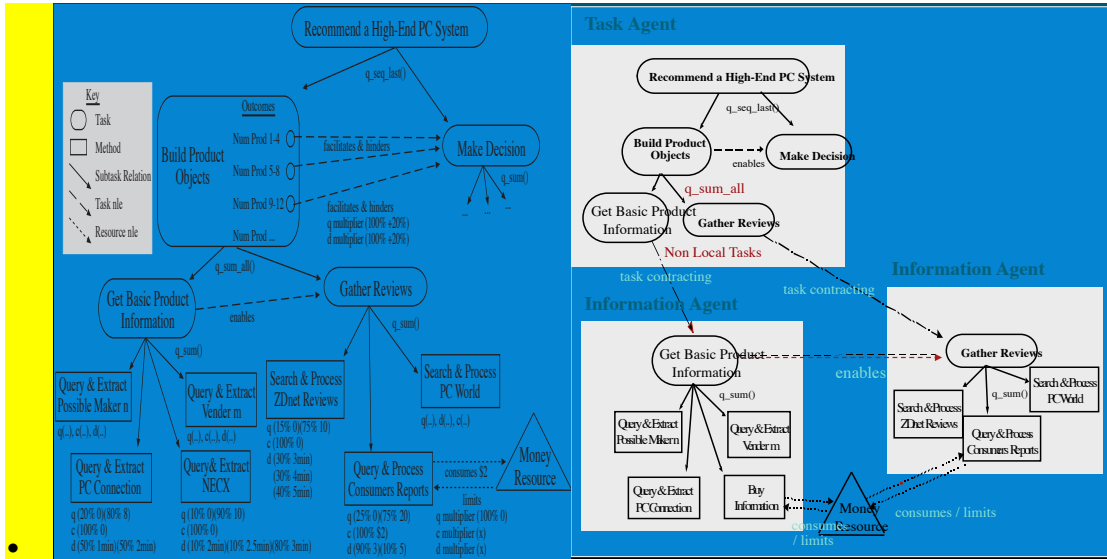 Recommend a High-End PC System
q_seq_last()
Key
Task
Method
Subtask Relation
Task nle
Resource nle
Outcomes
Build Product
Objects
Num Prod 1-4
Num Prod 5-8
Num Prod 9-12
Num Prod ...
facilitates & hinders
Make Decision
q_sum()
... ... ...
facilitates & hinders
q multiplier (100% +20%)
d multiplier (100% +20%)
q_sum_all()
Get Basic Product
Information
enables
Gather Reviews
q_sum()
q_sum()
Query & Extract
Possible Maker n
q(..), c(..), d(..)
Query & Extract
Vender m
q(..), c(..), d(..)
Query & Extract
PC Connection
q (20% 0)(80% 8)
c (100% 0)
d (50% 1min)(50% 2min)
Query & Extract
NECX
q (10% 0)(90% 10)
c (100% 0)
d (10% 2min)(10% 2.5min)(80% 3min)
Search & Process
ZDnet Reviews
q (15% 0)(75% 10)
c (100% 0)
d (30% 3min)
(30% 4min)
(40% 5min)
Search & Process
PC World
q(..), d(..), c(..)
Query & Process
Consumers Reports
q (25% 0)(75% 20)
c (100% $2)
d (90% 3)(10% 5)
consumes $2
limits
q multiplier (100% 0)
c multiplier (x)
d multiplier (x)
Money
Resource
Task Agent
Recommend a High-End PC System
q_seq_last()
Build Product
Objects
enables
Make Decision
q_sum_all
Get Basic Product
Information
Gather Reviews
Non Local Tasks
task contracting
task contracting
Information Agent
Get Basic Product
Information
q_sum()
Query & Extract
Possible Maker n
Query & Extract
Vender m
Query & Extract
PC Connection
Buy
Information
enables
Information Agent
Gather Reviews
q_sum()
Search & Process
PC World
Search & Process
ZDnet Reviews
Query & Process
Consumers Reports
Money
Resource
consumes
/ limits
consumes / limits